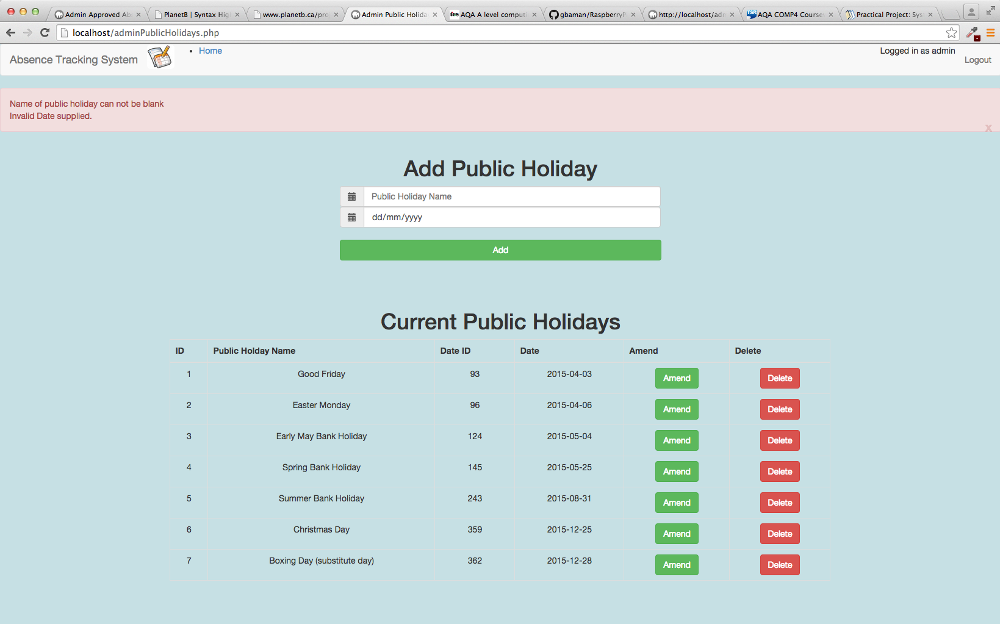 Admin Approved Ab
PlanetB | Syntax Hig
www.planetb.ca/proj
Admin Public Holida
tes AQA A level comput
gbaman/RaspberryP
http://localhost/adm
TSR AQA COMP4 Coursew
Practical Project: Sys
localhost/adminPublicHolidays.php
Absence Tracking System
Home
Logged in as admin
Logout
Name of public holiday can not be blank
Invalid Date supplied.
x
Add Public Holiday
Public Holiday Name
dd/mm/yyyy
Add
Current Public Holidays
ID Public Holday Name Date ID Date Amend Delete
1 Good Friday 93 2015-04-03 Amend Delete
2 Easter Monday 96 2015-04-06 Amend Delete
3 Early May Bank Holiday 124 2015-05-04 Amend Delete
4 Spring Bank Holiday 145 2015-05-25 Amend Delete
5 Summer Bank Holiday 243 2015-08-31 Amend Delete
6 Christmas Day 359 2015-12-25 Amend Delete
7 Boxing Day (substitute day) 362 2015-12-28 Amend Delete